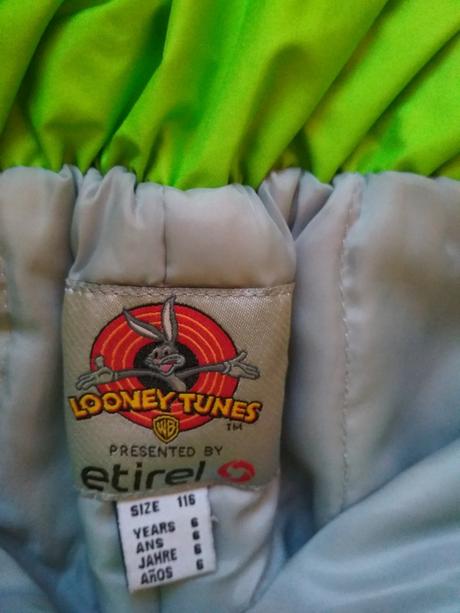 LOONEY TUNES
WB
TM
PRESENTED BY
etirel
SIZE 116
YEARS 6
ANS 6
JAHRE 6
AÑOS 6